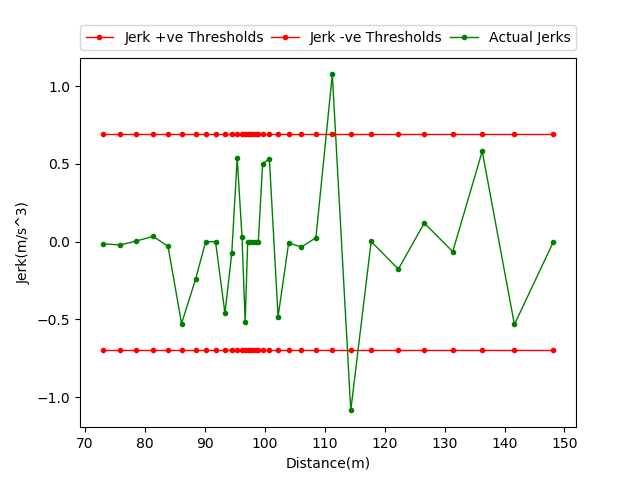 Jerk +ve Thresholds Jerk -ve Thresholds Actual Jerks
1.0
0.5
0.0
−0.5
−1.0
Jerk(m/s^3)
70 80 90 100 110 120 130 140 150
Distance(m)